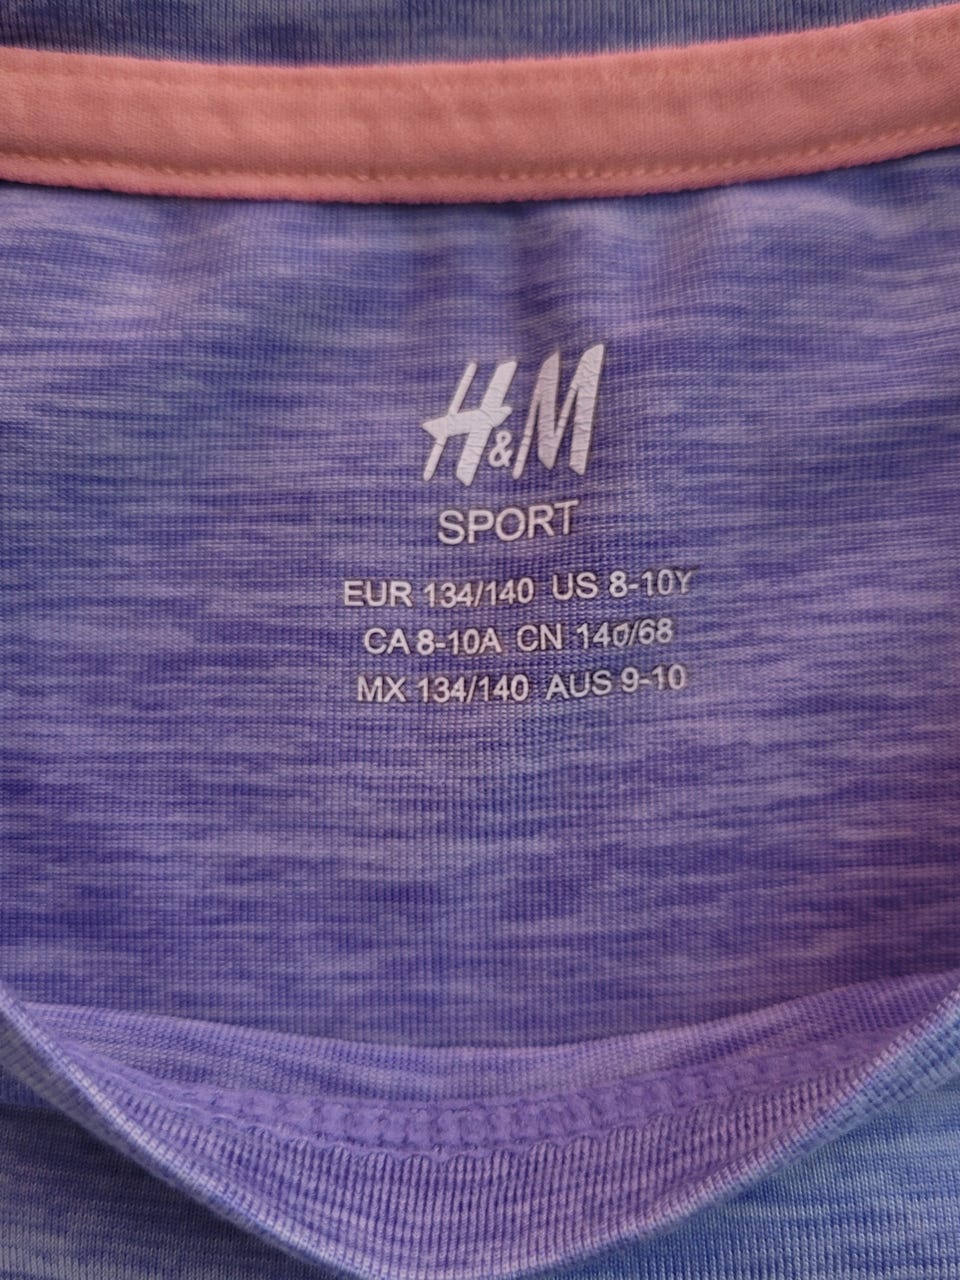 H&M
SPORT
EUR 134/140 US 8-10Y
CA 8-10A CN 140/68
MX 134/140 AUS 9-10